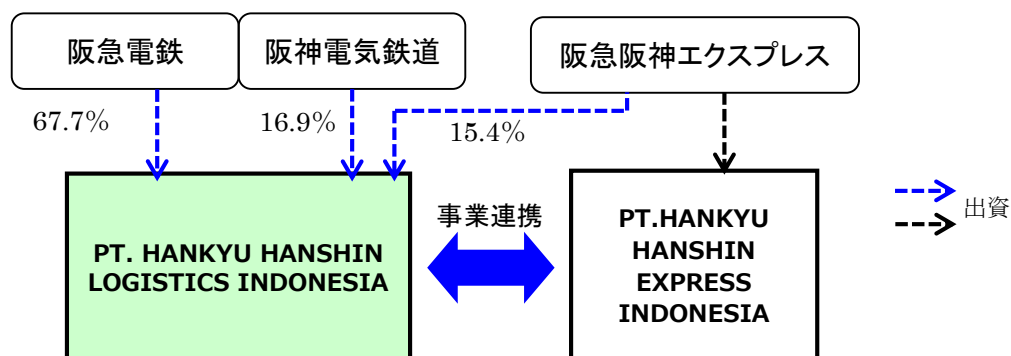 阪急電鉄
阪神電気鉄道
阪急阪神エクスプレス
67.7%
16.9%
15.4%
事業連携
PT. HANKYU HANSHIN
LOGISTICS INDONESIA
PT.HANKYU
HANSHIN
EXPRESS
INDONESIA
出資